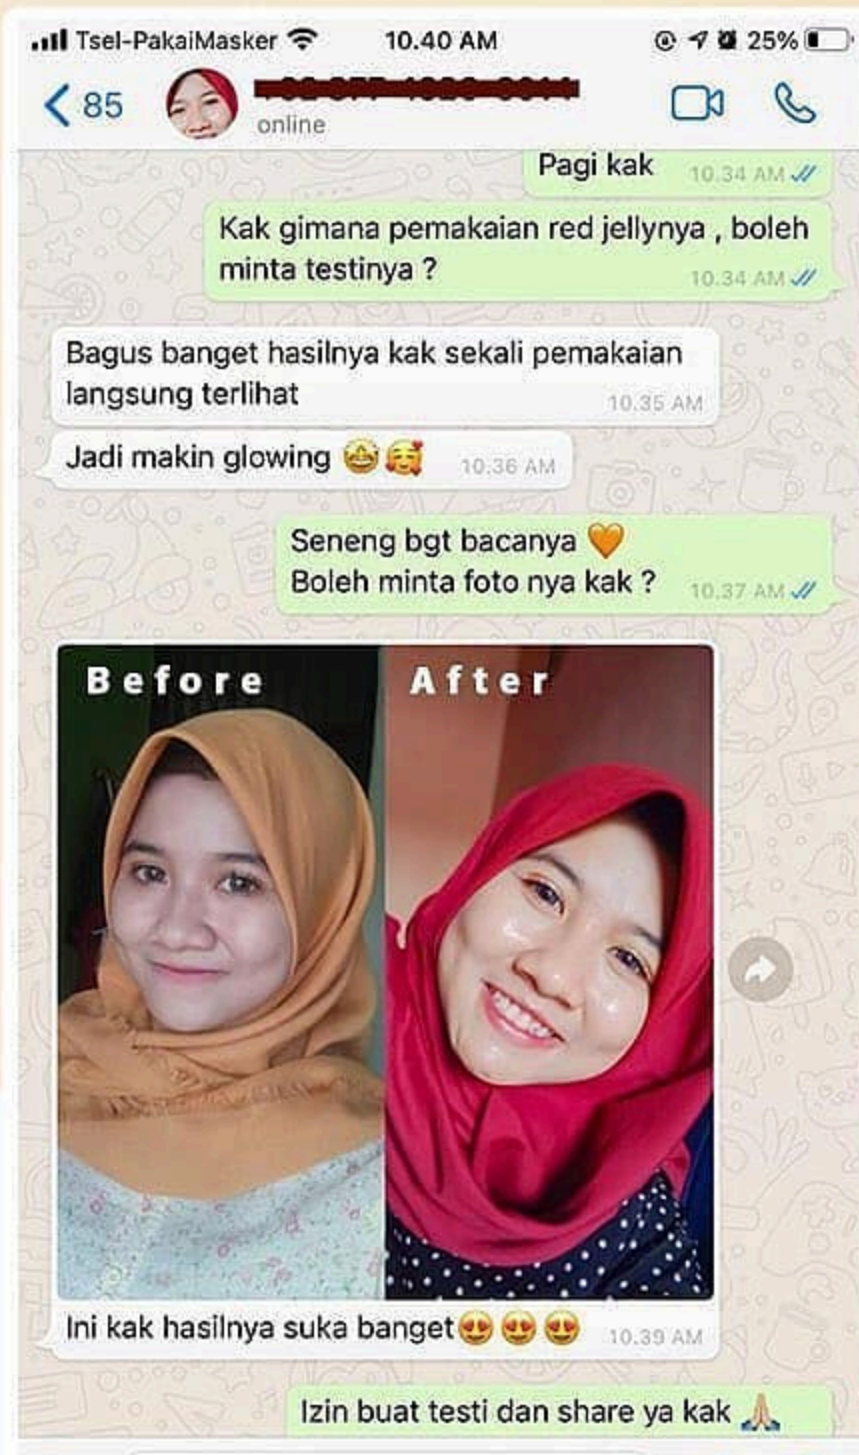 Tsel-PakaiMasker
10.40 AM
25%
85
online
Pagi kak
10.34 AM
Kak gimana pemakaian red jellynya , boleh
minta testinya ?
10.34 AM
Bagus banget hasilnya kak sekali pemakaian
langsung terlihat
10.35 AM
Jadi makin glowing 🤩🥰
10.36 AM
Seneng bgt bacanya 🧡
Boleh minta foto nya kak ?
10.37 AM
Before
After
Ini kak hasilnya suka banget😍😍😍
10.39 AM
Izin buat testi dan share ya kak 🙏🏼